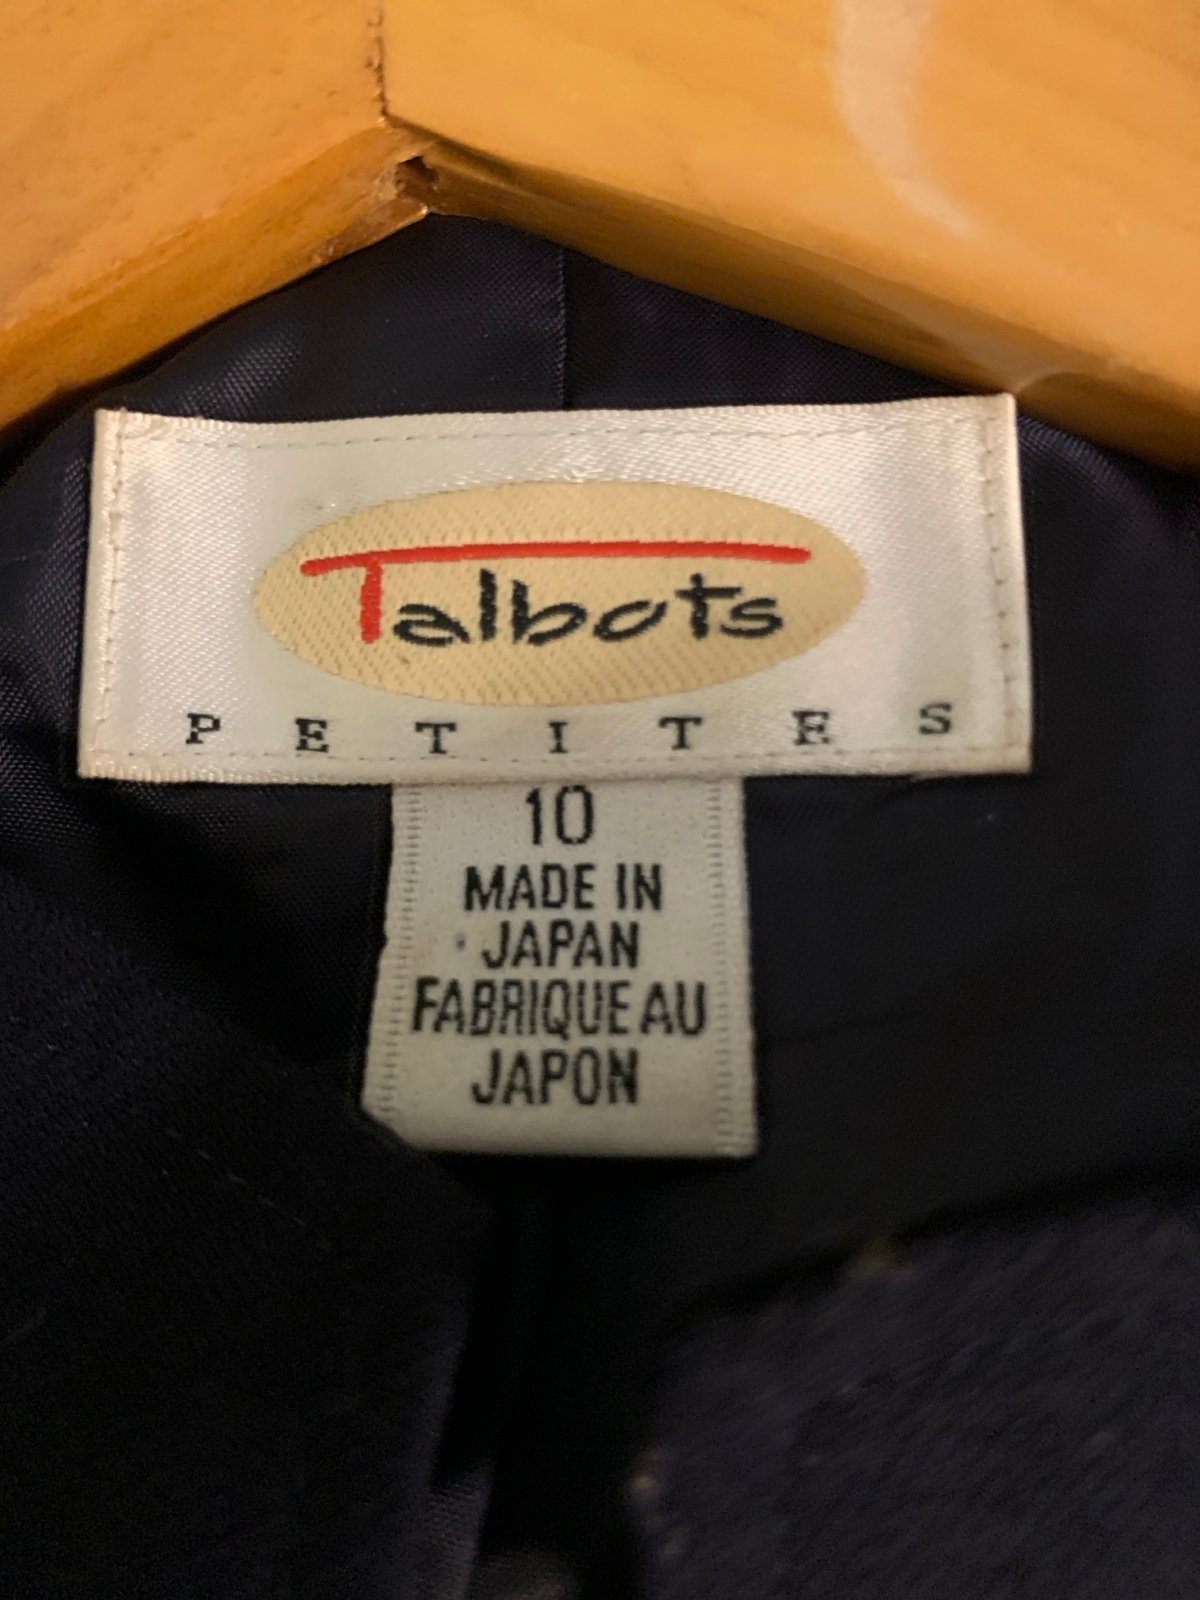 Talbots
PETITES
10
MADE IN
JAPAN
FABRIQUE AU
JAPON